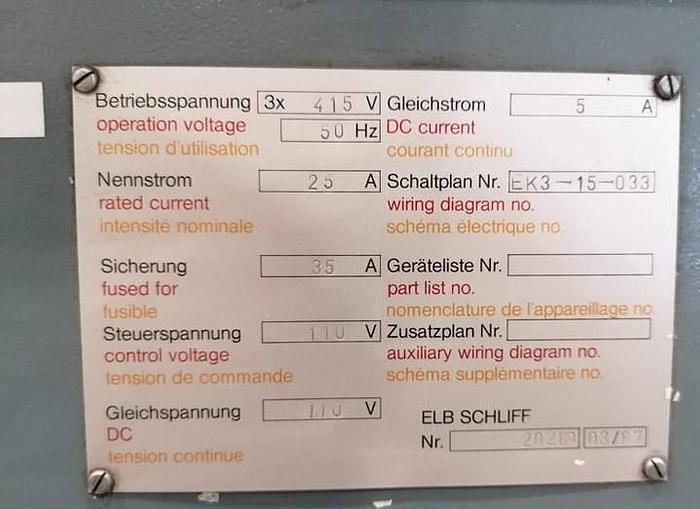 Betriebsspannung 3x 415 V
operation voltage 50 Hz
tension d'utilisation
Nennstrom 25 A
rated current
intensité nominale
Sicherung 35 A
fused for
fusible
Steuerspannung 110 V
control voltage
tension de commande
Gleichspannung 110 V
DC
tension continue
Gleichstrom 5 A
DC current
courant continu
Schaltplan Nr. EK3-15-033
wiring diagram no.
schéma électrique no.
Geräteliste Nr.
part list no.
nomenclature de l'appareillage no.
Zusatzplan Nr.
auxiliary wiring diagram no.
schéma supplémentaire no.
ELB SCHLIFF
Nr. 03/87